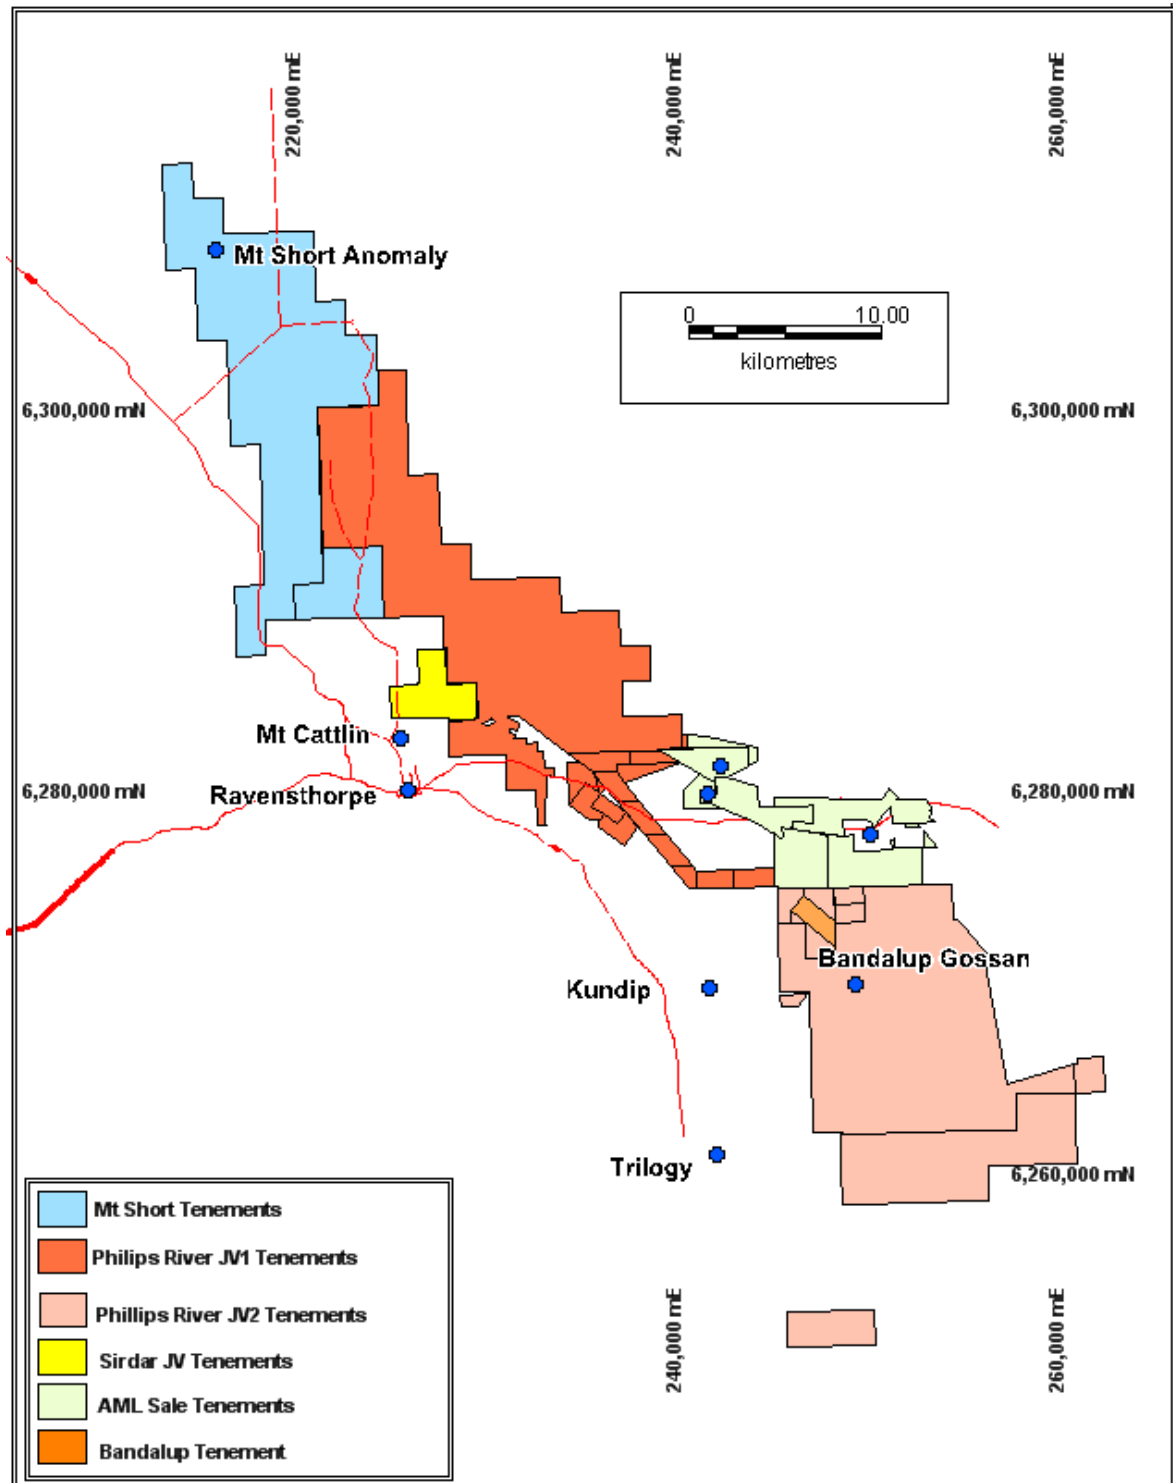 220,000 mE
240,000 mE
260,000 mE
Mt Short Anomaly
0 10.00
kilometres
6,300,000 mN
6,300,000 mN
Mt Cattlin
Ravensthorpe
6,280,000 mN
6,280,000 mN
Bandalup Gossan
Kundip
Trilogy
6,260,000 mN
Mt Short Tenements
Philips River JV1 Tenements
Phillips River JV2 Tenements
Sirdar JV Tenements
AML Sale Tenements
Bandalup Tenement
240,000 mE
260,000 mE